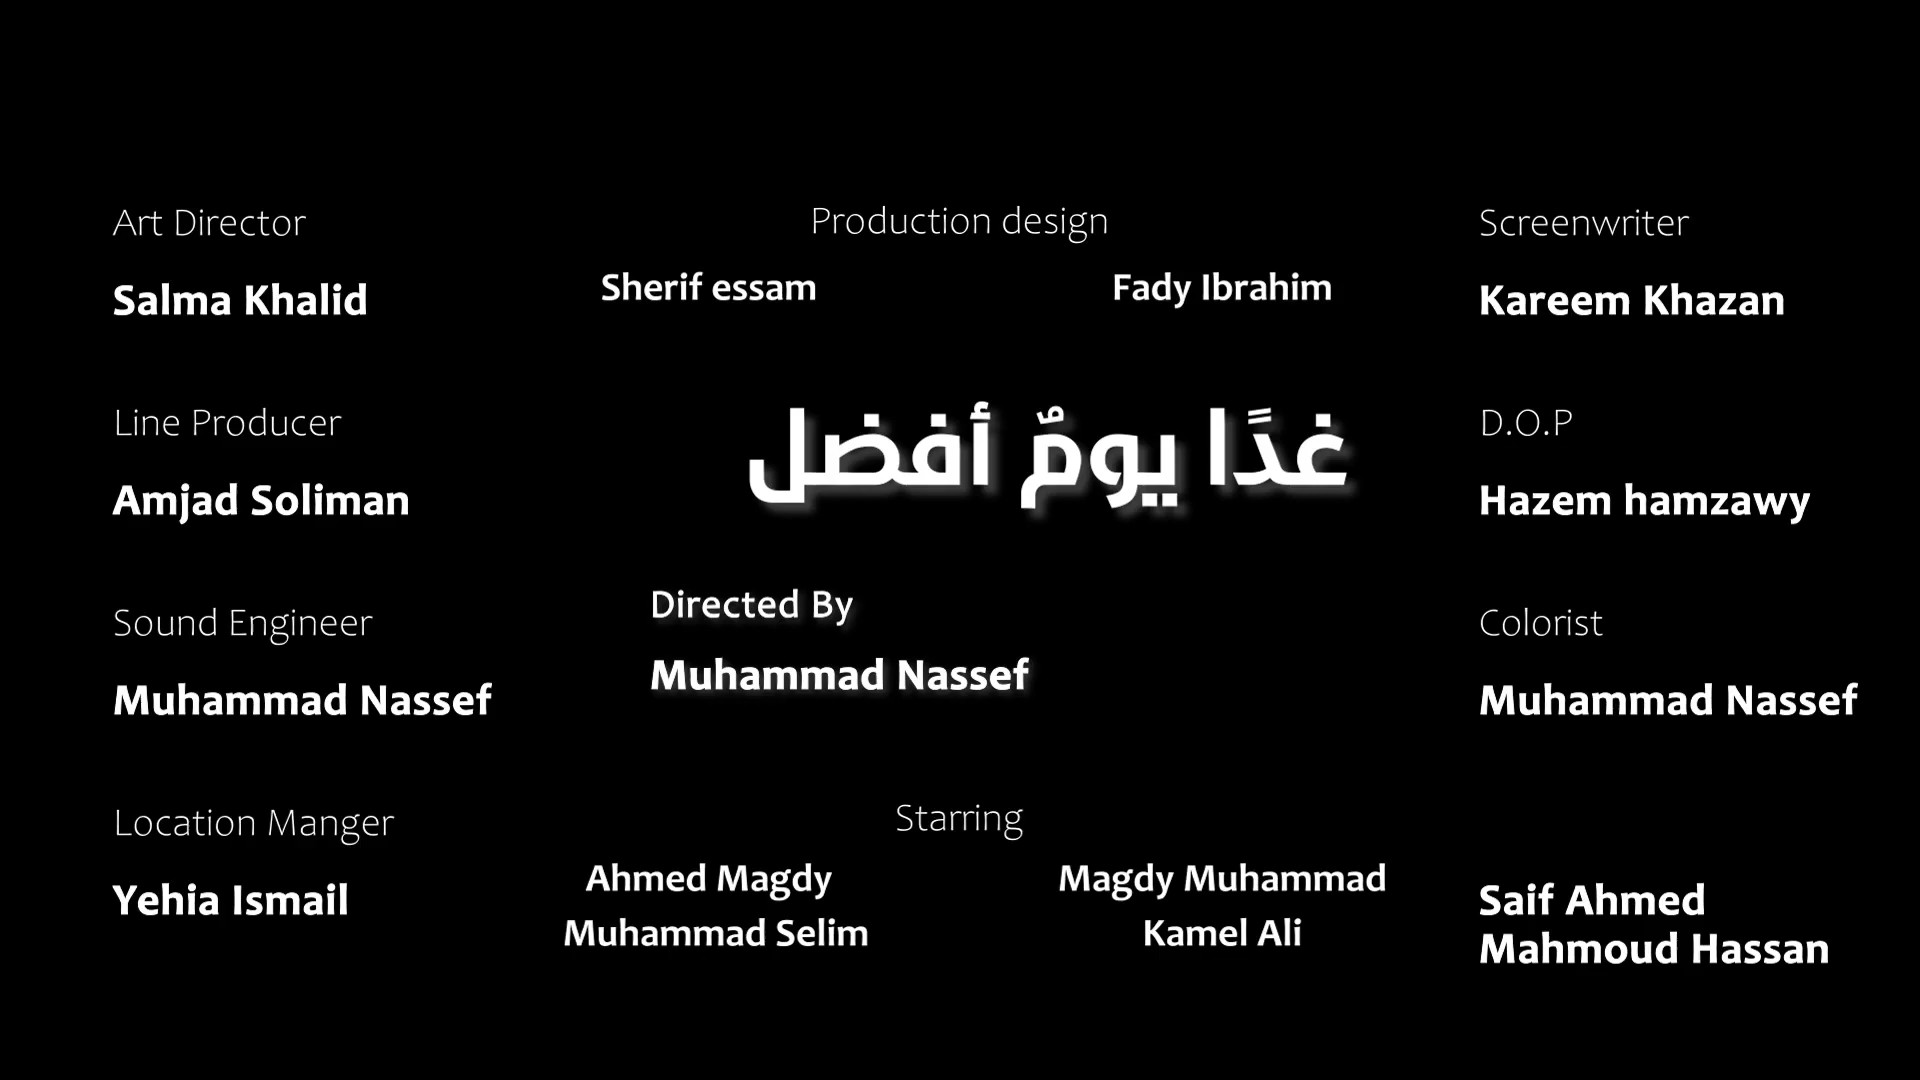 Art Director
Salma Khalid
Line Producer
Amjad Soliman
Sound Engineer
Muhammad Nassef
Location Manger
Yehia Ismail
Production design
Sherif essam
Fady Ibrahim
غدًا يومٌ أفضل
Directed By
Muhammad Nassef
Starring
Ahmed Magdy
Magdy Muhammad
Muhammad Selim
Kamel Ali
Screenwriter
Kareem Khazan
D.O.P
Hazem hamzawy
Colorist
Muhammad Nassef
Saif Ahmed
Mahmoud Hassan